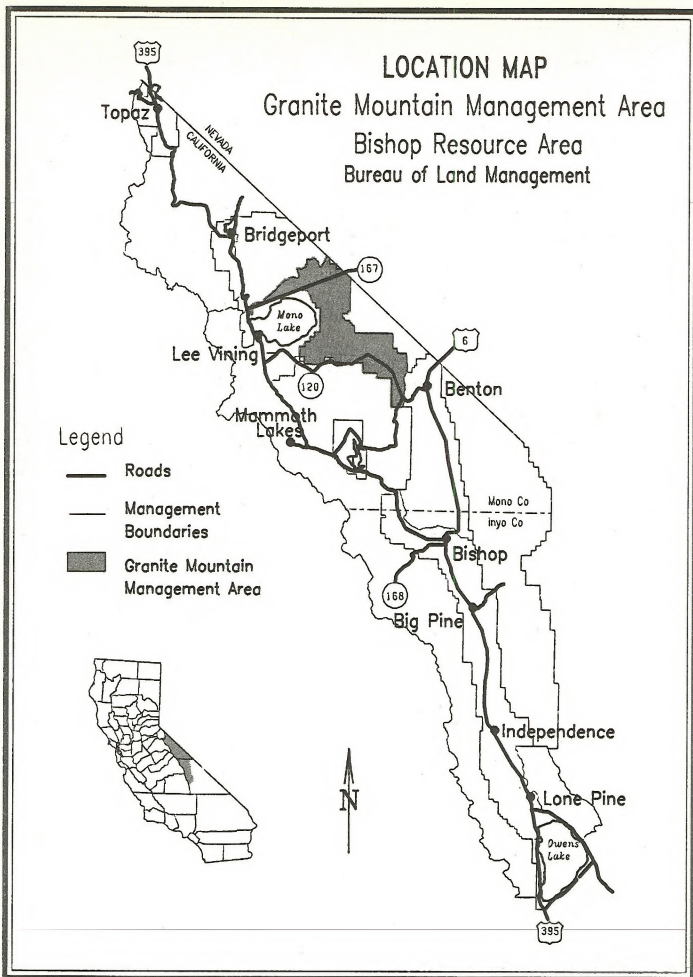 LOCATION MAP
Granite Mountain Management Area
Bishop Resource Area
Bureau of Land Management
395
Topaz
NEVADA
CALIFORNIA
Bridgeport
167
Mono
Lake
6
Lee Vining
120
Benton
Mammoth
Lakes
Legend
Roads
Management
Boundaries
Granite Mountain
Management Area
Mono Co
Inyo Co
Bishop
168
Big Pine
Independence
N
Lone Pine
Owens
Lake
395